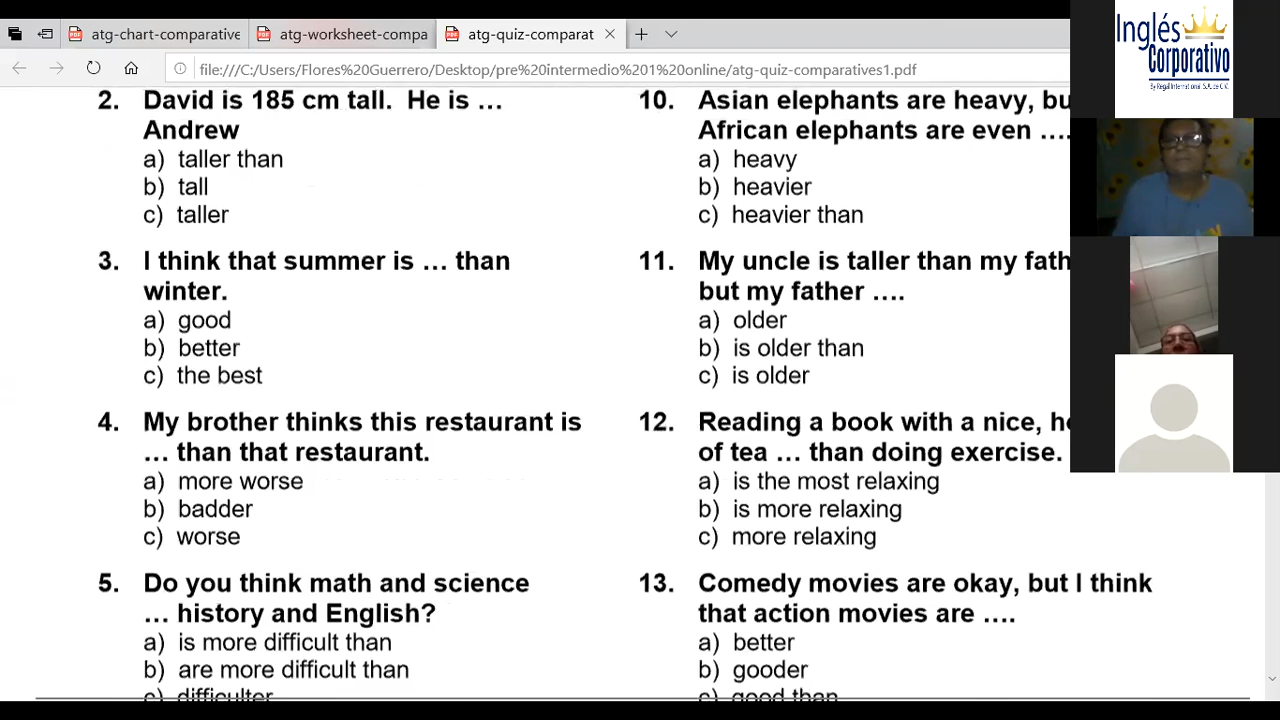 atg-chart-comparative
atg-worksheet-compa
atg-quiz-comparat
file:///C:/Users/Flores%20Guerrero/Desktop/pre%20intermedio%201%20online/atg-quiz-comparatives1.pdf
2. David is 185 cm tall. He is …
Andrew
a) taller than
b) tall
c) taller
3. I think that summer is … than
winter.
a) good
b) better
c) the best
4. My brother thinks this restaurant is
… than that restaurant.
a) more worse
b) badder
c) worse
5. Do you think math and science
… history and English?
a) is more difficult than
b) are more difficult than
c) difficulter
10. Asian elephants are heavy, bu
African elephants are even ….
a) heavy
b) heavier
c) heavier than
11. My uncle is taller than my fath
but my father ….
a) older
b) is older than
c) is older
12. Reading a book with a nice, h
of tea … than doing exercise.
a) is the most relaxing
b) is more relaxing
c) more relaxing
13. Comedy movies are okay, but I think
that action movies are ….
a) better
b) gooder
c) good than
Inglés
Corporativo
By Regal International S.A. de C.V.